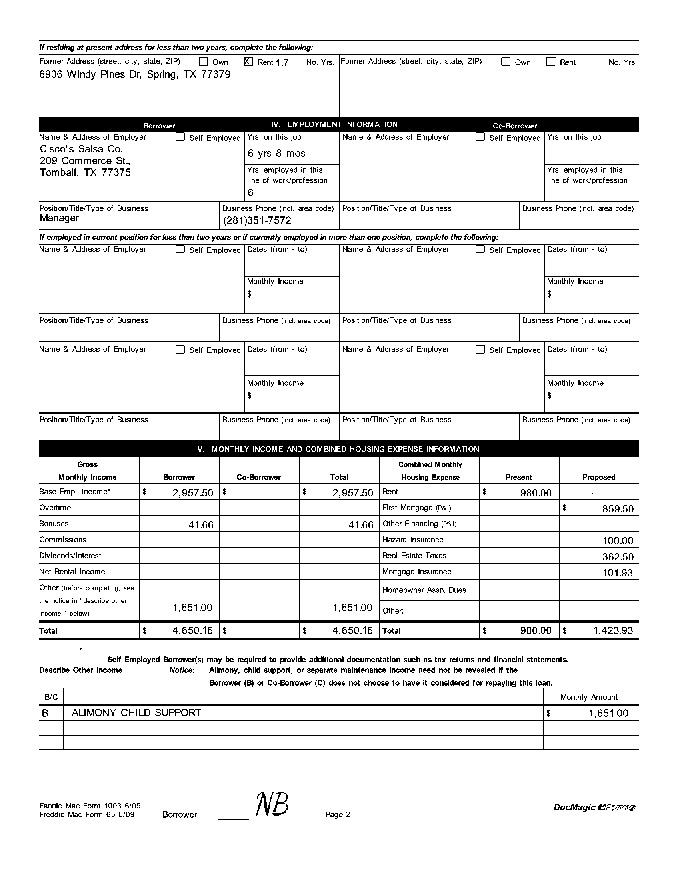 If residing at present address for less than two years, complete the following:
Former Address (street, city, state, ZIP) Own X Rent 1.7 No. Yrs. Former Address (street, city, state, ZIP) Own Rent No. Yrs.
6906 Windy Pines Dr, Spring, TX 77379
Borrower IV. EMPLOYMENT INFORMATION Co-Borrower
Name & Address of Employer Self Employed Yrs. on this job Name & Address of Employer Self Employed Yrs. on this job
Cisco's Salsa Co.
209 Commerce St., 6 yrs 8 mos
Tomball, TX 77375 Yrs. employed in this line of work/profession Yrs. employed in this line of work/profession
6
Position/Title/Type of Business Business Phone (incl. area code) Position/Title/Type of Business Business Phone (incl. area code)
Manager (281)351-7572
If employed in current position for less than two years or if currently employed in more than one position, complete the following:
Name & Address of Employer Self Employed Dates (from - to) Name & Address of Employer Self Employed Dates (from - to)
Monthly Income Monthly Income
$ $
Position/Title/Type of Business Business Phone (incl. area code) Position/Title/Type of Business Business Phone (incl. area code)
Name & Address of Employer Self Employed Dates (from - to) Name & Address of Employer Self Employed Dates (from - to)
Monthly Income Monthly Income
$ $
Position/Title/Type of Business Business Phone (incl. area code) Position/Title/Type of Business Business Phone (incl. area code)
V. MONTHLY INCOME AND COMBINED HOUSING EXPENSE INFORMATION
Gross Combined Monthly
Monthly Income Borrower Co-Borrower Total Housing Expense Present Proposed
Base Empl. Income* $ 2,957.50 $ $ 2,957.50 Rent $ 980.00
Overtime First Mortgage (P&I) $ 859.50
Bonuses 41.66 41.66 Other Financing (P&I)
Commissions Hazard Insurance 100.00
Dividends/Interest Real Estate Taxes 362.50
Net Rental Income Mortgage Insurance 101.93
Other (before completing, see Homeowner Assn. Dues
the notice in "describe other
income," below) 1,651.00 1,651.00 Other:
Total $ 4,650.16 $ $ 4,650.16 Total $ 980.00 $ 1,423.93
* Self Employed Borrower(s) may be required to provide additional documentation such as tax returns and financial statements.
Describe Other Income Notice: Alimony, child support, or separate maintenance income need not be revealed if the
Borrower (B) or Co-Borrower (C) does not choose to have it considered for repaying this loan.
B/C Monthly Amount
B ALIMONY CHILD SUPPORT $ 1,651.00
Fannie Mae Form 1003 6/05
Freddie Mac Form 65 Borrower NB Page 2 DocMagic